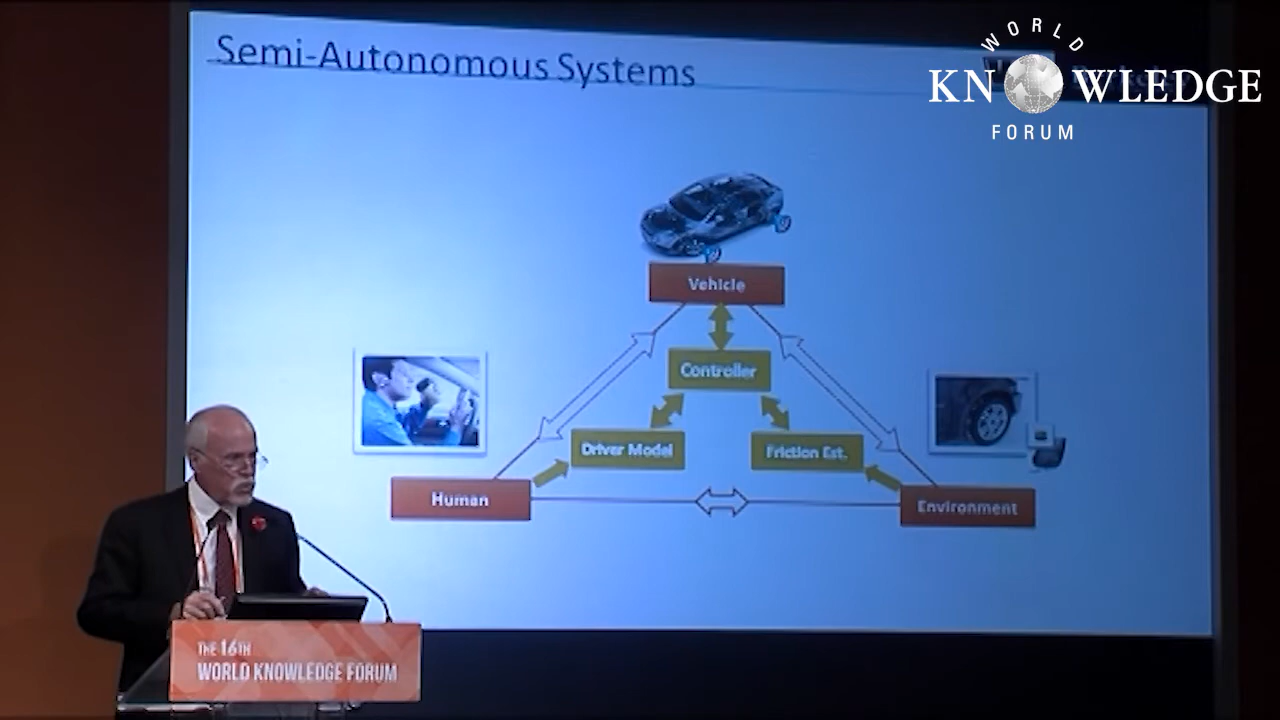 Semi-Autonomous Systems
WORLD
KNOWLEDGE
FORUM
Vehicle
Controller
Driver Model
Friction Est.
Human
Environment
THE 16TH
WORLD KNOWLEDGE FORUM